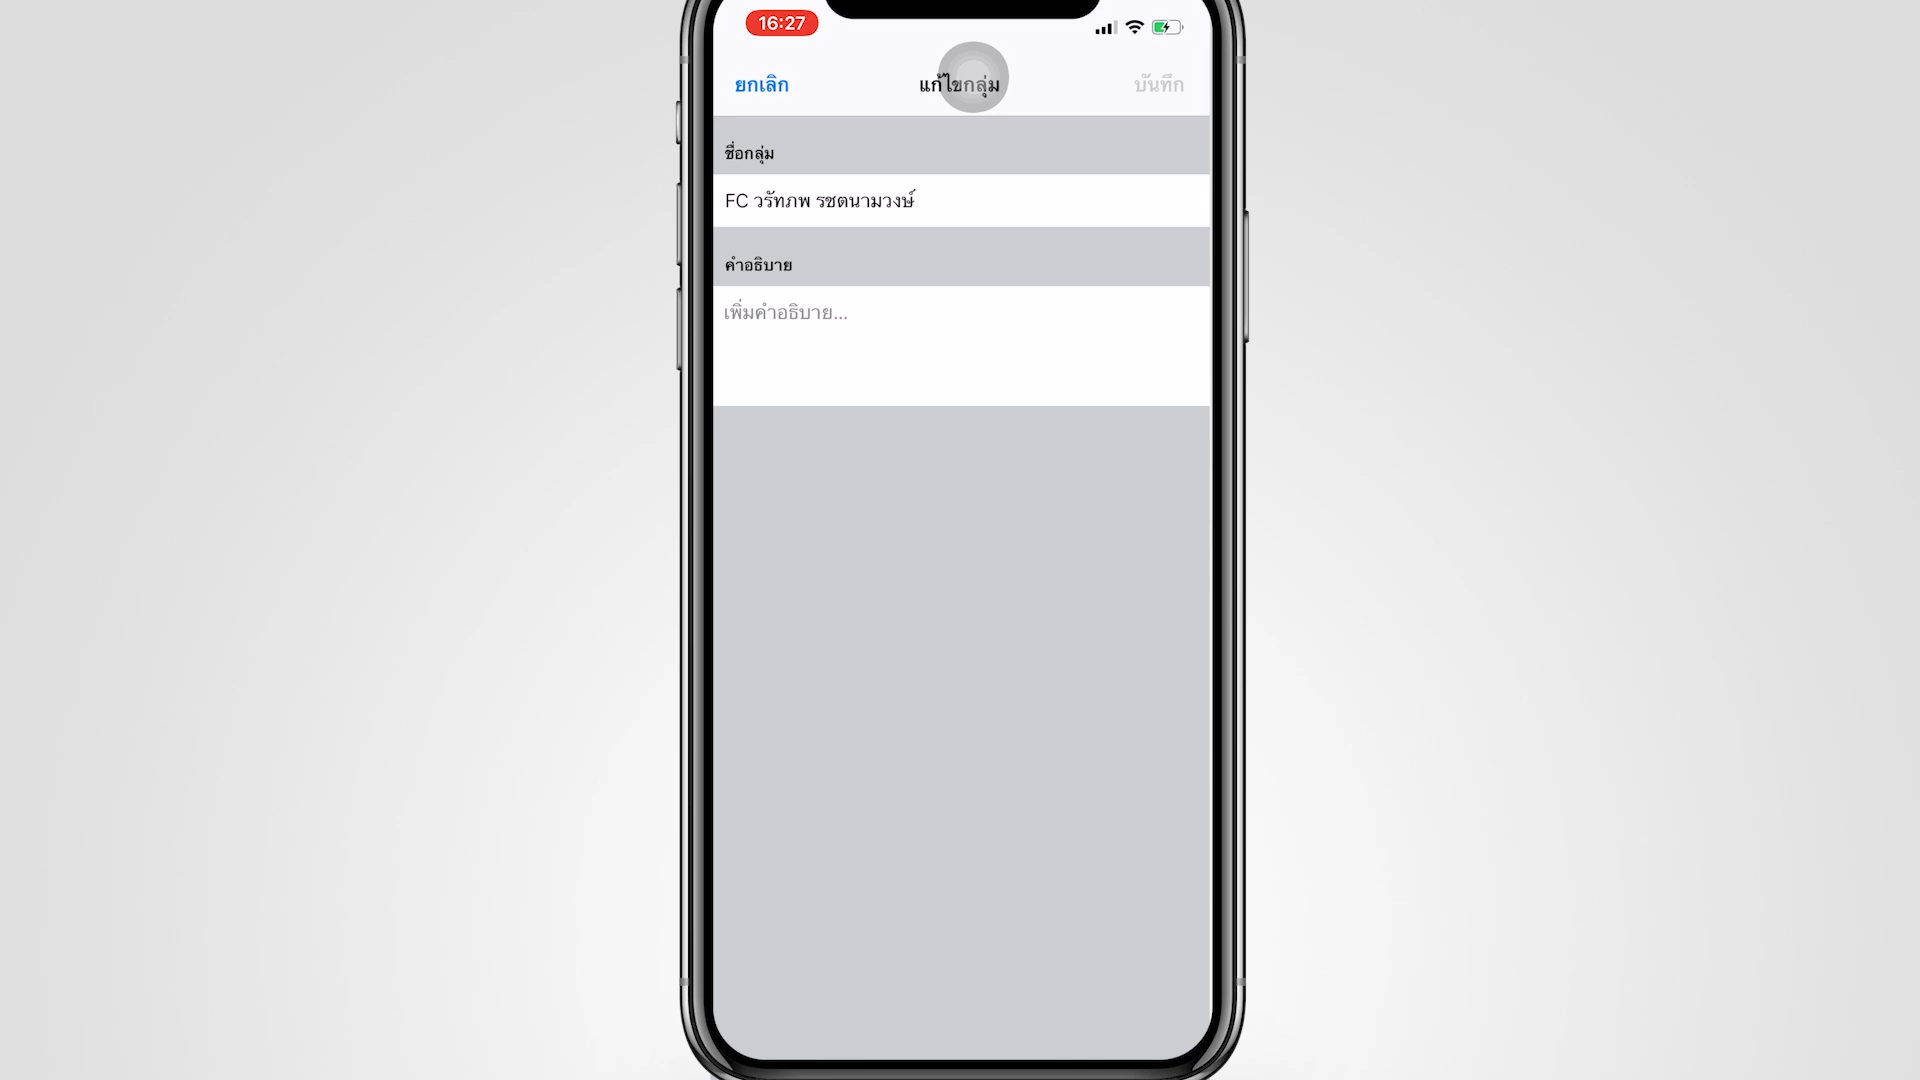 16:27
ยกเลิก แก้ไขกลุ่ม บันทึก
ชื่อกลุ่ม
FC วรัทภพ รชตนามวงษ์
คำอธิบาย
เพิ่มคำอธิบาย...